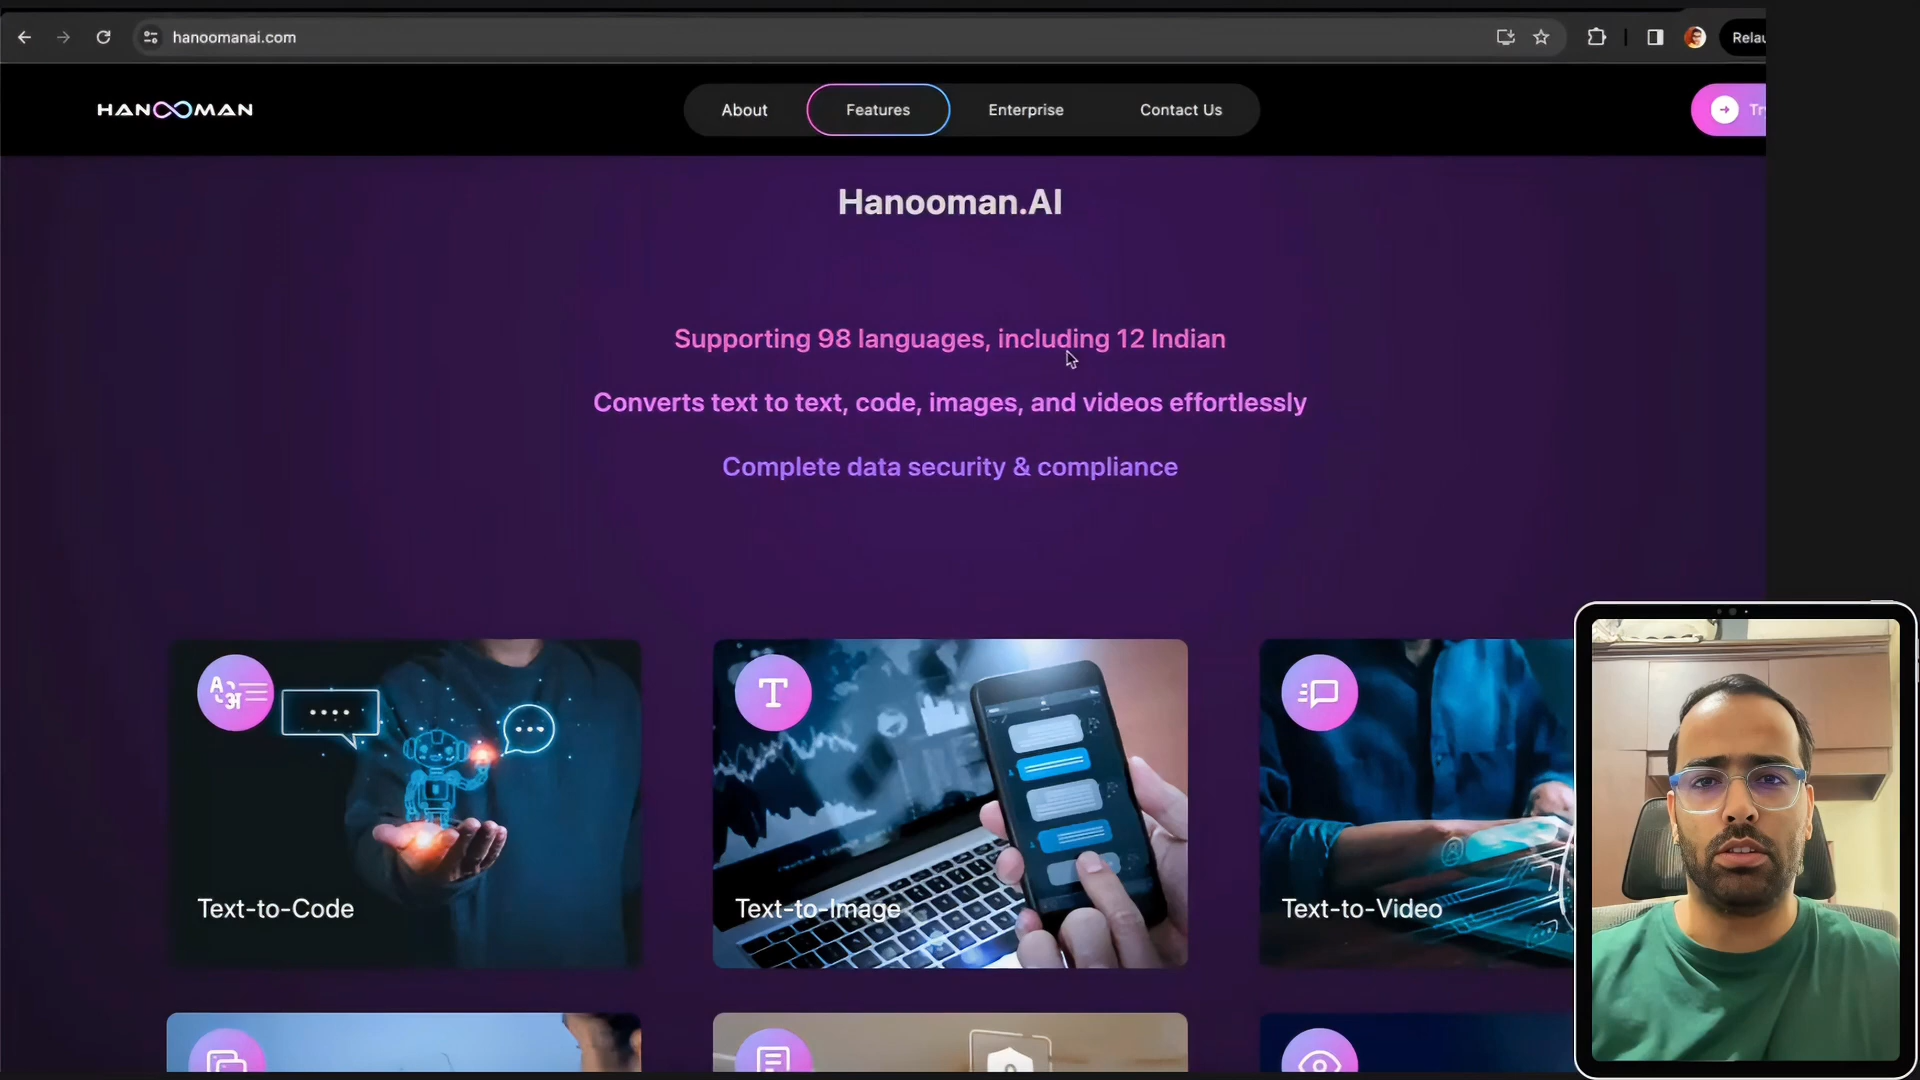 hanoomanai.com
Relau
HANOOMAN
About
Features
Enterprise
Contact Us
Tr
Hanooman.AI
Supporting 98 languages, including 12 Indian
Converts text to text, code, images, and videos effortlessly
Complete data security & compliance
A अ
T
Text-to-Code
Text-to-Image
Text-to-Video